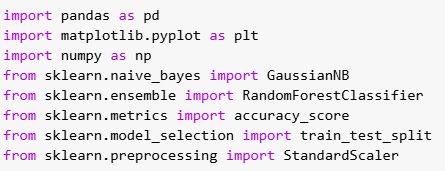 import pandas as pd
import matplotlib.pyplot as plt
import numpy as np
from sklearn.naive_bayes import GaussianNB
from sklearn.ensemble import RandomForestClassifier
from sklearn.metrics import accuracy_score
from sklearn.model_selection import train_test_split
from sklearn.preprocessing import StandardScaler